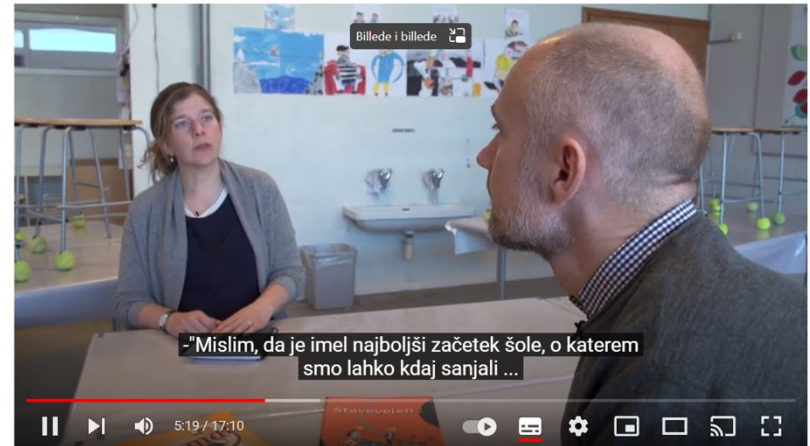 Billede i billede
-"Mislim, da je imel najboljši začetek šole, o katerem
smo lahko kdaj sanjali ...
5:19 / 17:10
Stavevejen